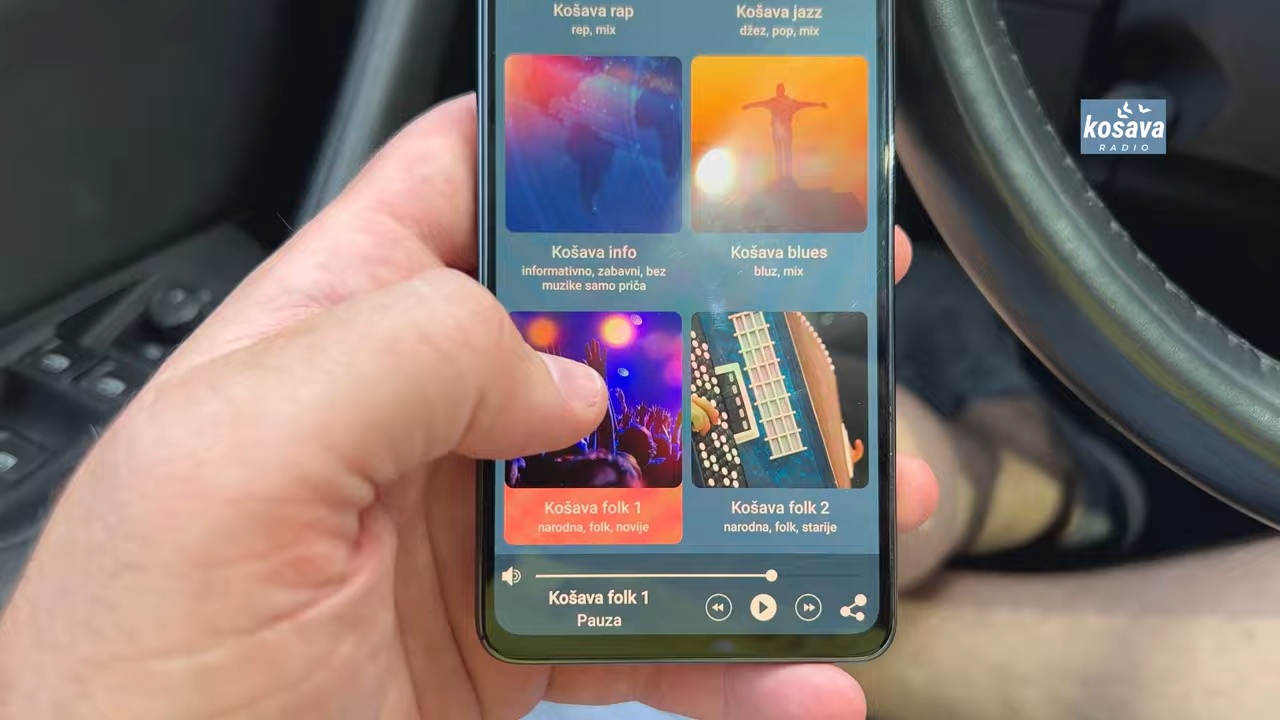 Košava rap
rep, mix
Košava jazz
džez, pop, mix
košava
RADIO
Košava info
informativno, zabavni, bez
muzike samo priča
Košava blues
bluz, mix
Košava folk 1
narodna, folk, novije
Košava folk 2
narodna, folk, starije
Košava folk 1
Pauza